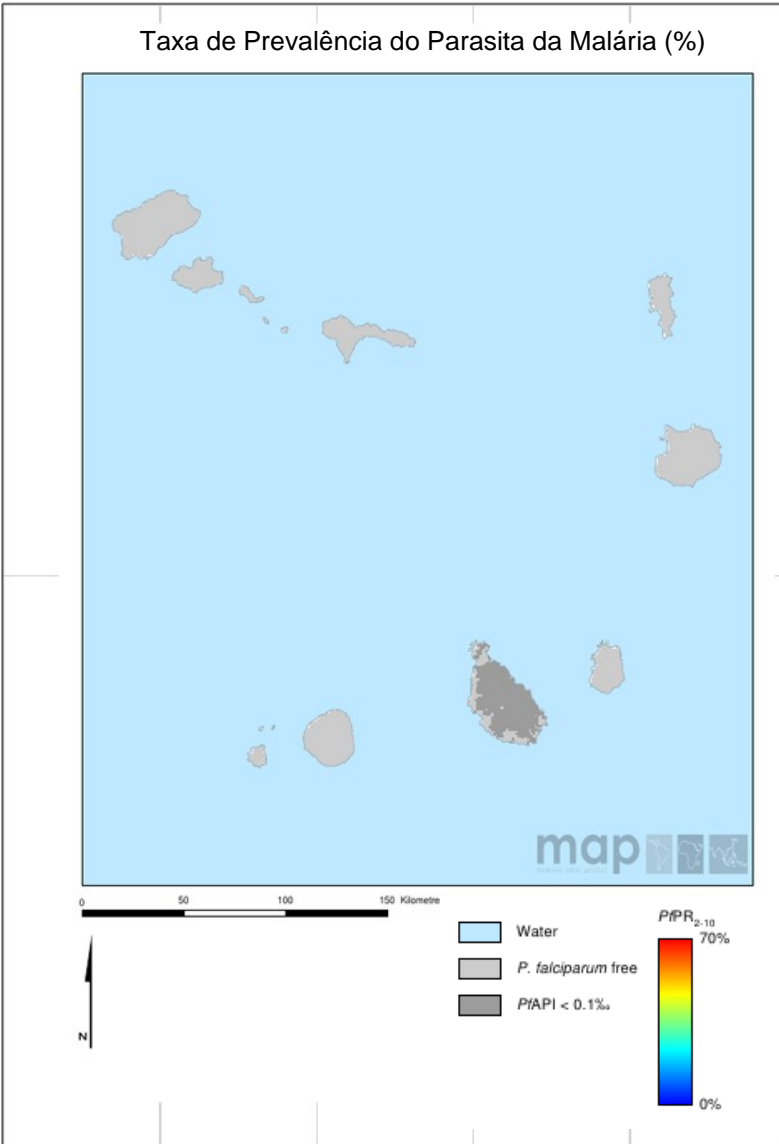 Taxa de Prevalência do Parasita da Malária (%)
map
0 50 100 150 Kilometre
Water
P. falciparum free
PfAPI < 0.1‰
PfPR2-10
70%
0%
N